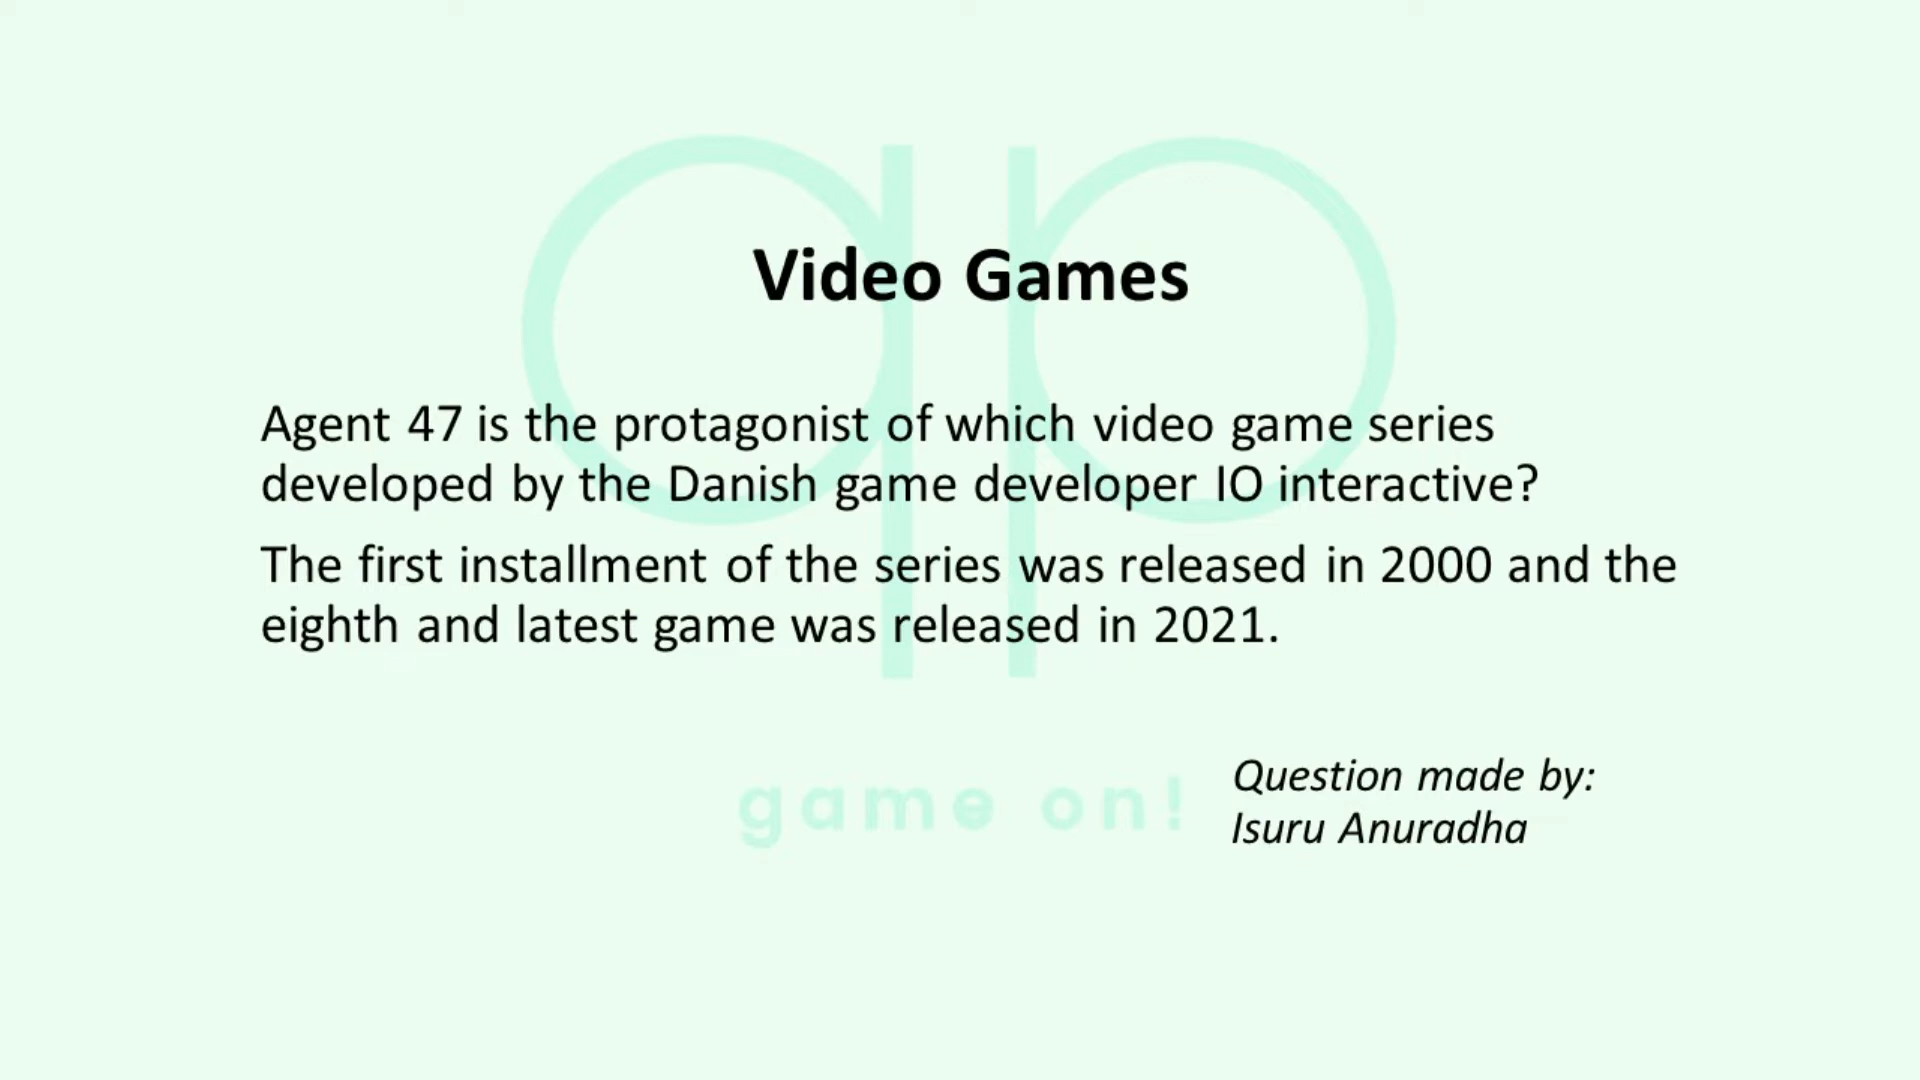 Video Games
Agent 47 is the protagonist of which video game series
developed by the Danish game developer IO interactive?
The first installment of the series was released in 2000 and the
eighth and latest game was released in 2021.
game on!
Question made by:
Isuru Anuradha